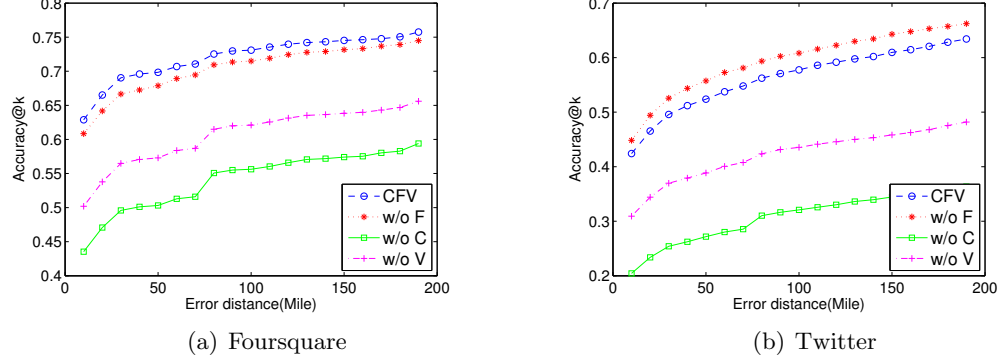 0.8
0.75
0.7
0.65
0.6
0.55
0.5
0.45
0.4
Accuracy@k
0
50
100
150
200
Error distance(Mile)
CFV
w/o F
w/o C
w/o V
(a) Foursquare
0.7
0.6
0.5
0.4
0.3
0.2
Accuracy@k
0
50
100
150
200
Error distance(Mile)
CFV
w/o F
w/o C
w/o V
(b) Twitter